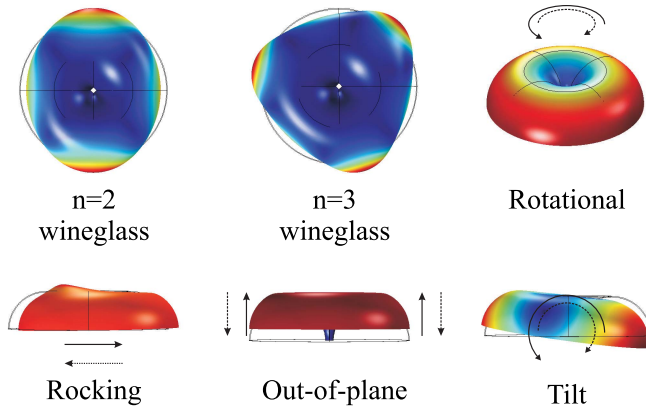 n=2
wineglass
n=3
wineglass
Rotational
Rocking
Out-of-plane
Tilt